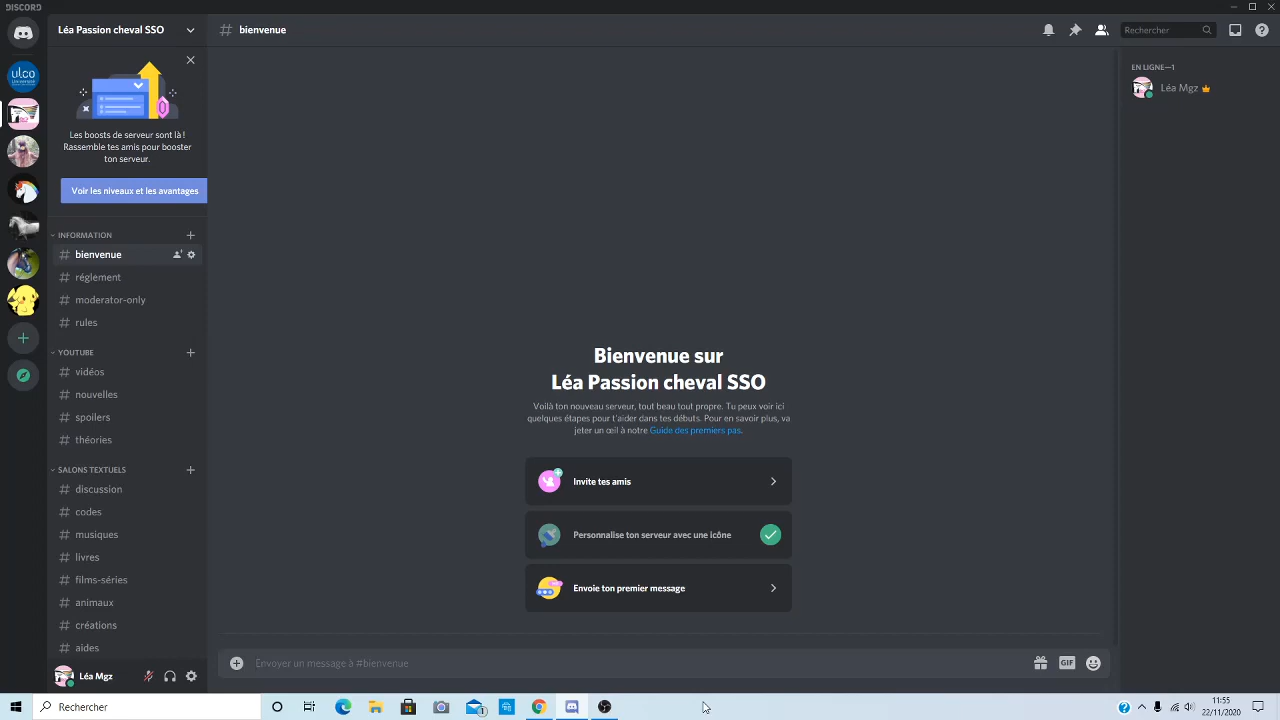 DISCORD
Léa Passion cheval SSO
bienvenue
Rechercher
ulco
Université
Les boosts de serveur sont là !
Rassemble tes amis pour booster
ton serveur.
Voir les niveaux et les avantages
INFORMATION
bienvenue
réglement
moderator-only
rules
YOUTUBE
vidéos
nouvelles
spoilers
théories
SALONS TEXTUELS
discussion
codes
musiques
livres
films-séries
animaux
créations
aides
Léa Mgz
Bienvenue sur
Léa Passion cheval SSO
Voilà ton nouveau serveur, tout beau tout propre. Tu peux voir ici
quelques étapes pour t'aider dans tes débuts. Pour en savoir plus, va
jeter un œil à notre Guide des premiers pas.
Invite tes amis
Personnalise ton serveur avec une icône
Envoie ton premier message
Envoyer un message à #bienvenue
GIF
EN LIGNE—1
Léa Mgz
Rechercher
1
11:55
22/11/2020